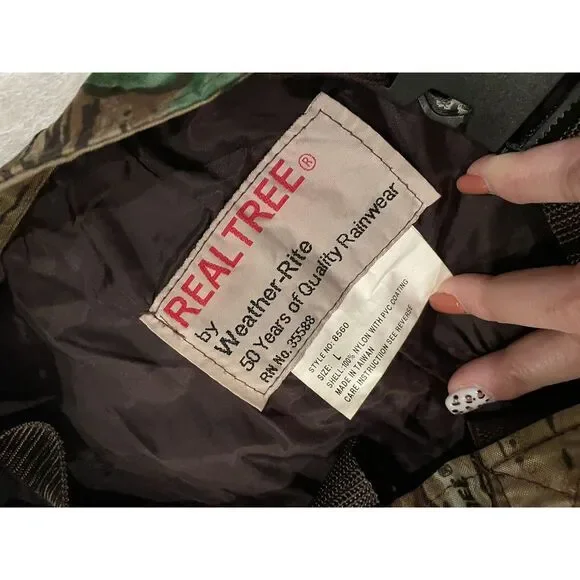 REALTREE®
by
Weather-Rite
50 Years of Quality Rainwear
RN No. 35588
STYLE NO: 8560
SIZE: L
SHELL:100% NYLON WITH PVC COATING
MADE IN TAIWAN
CARE INSTRUCTION SEE REVERSE